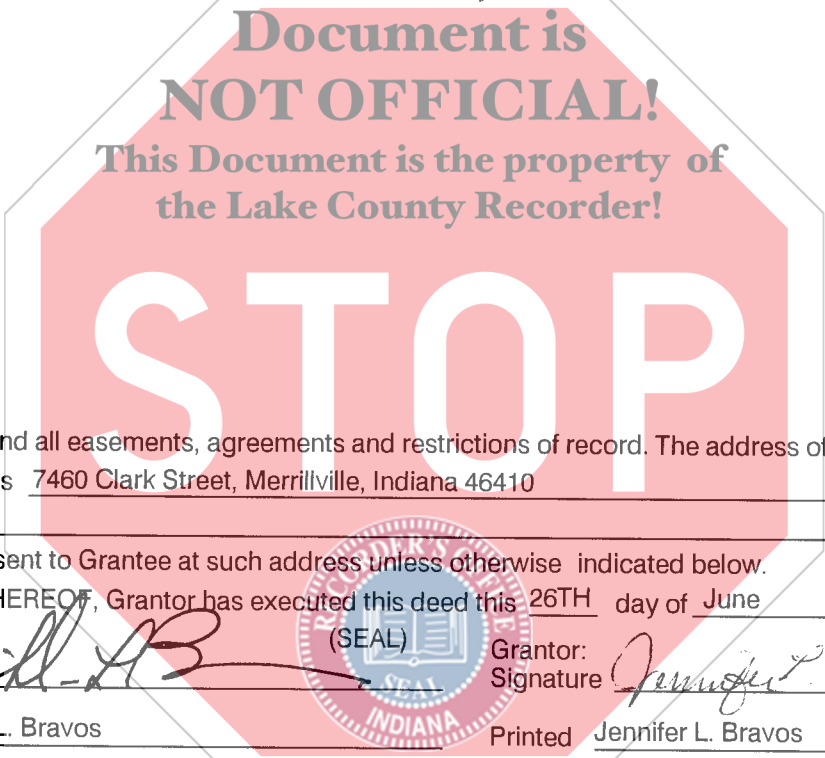 Document is
NOT OFFICIAL!
This Document is the property of
the Lake County Recorder!
STOP
nd all easements, agreements and restrictions of record. The address of
s 7460 Clark Street, Merrillville, Indiana 46410
sent to Grantee at such address unless otherwise indicated below.
HEREOF, Grantor has executed this deed this 26TH day of June
(SEAL) Grantor:
Signature Jennifer L.
L. Bravos Printed Jennifer L. Bravos
RECORDER'S OFFICE
SEAL
INDIANA